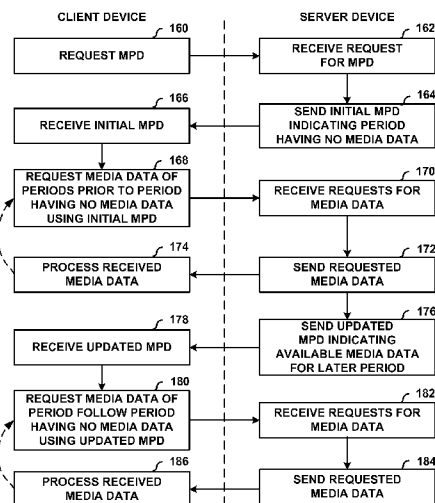 CLIENT DEVICE
SERVER DEVICE
160
REQUEST MPD
162
RECEIVE REQUEST
FOR MPD
164
SEND INITIAL MPD
INDICATING PERIOD
HAVING NO MEDIA DATA
166
RECEIVE INITIAL MPD
168
REQUEST MEDIA DATA OF
PERIODS PRIOR TO PERIOD
HAVING NO MEDIA DATA
USING INITIAL MPD
170
RECEIVE REQUESTS FOR
MEDIA DATA
172
SEND REQUESTED
MEDIA DATA
174
PROCESS RECEIVED
MEDIA DATA
176
SEND UPDATED
MPD INDICATING
AVAILABLE MEDIA DATA
FOR LATER PERIOD
178
RECEIVE UPDATED MPD
180
REQUEST MEDIA DATA OF
PERIOD FOLLOW PERIOD
HAVING NO MEDIA DATA
USING UPDATED MPD
182
RECEIVE REQUESTS FOR
MEDIA DATA
184
SEND REQUESTED
MEDIA DATA
186
PROCESS RECEIVED
MEDIA DATA